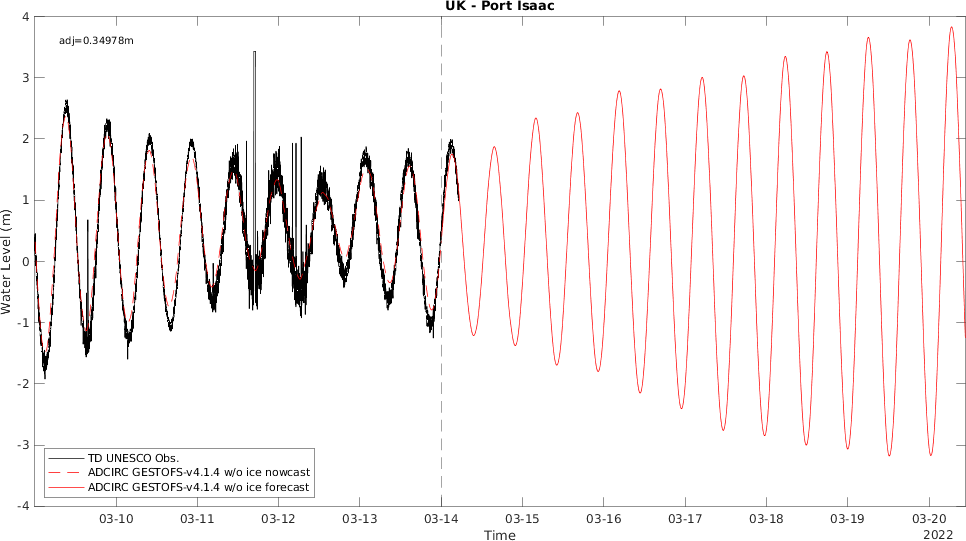 UK - Port Isaac
adj=0.34978m
4
3
2
1
0
-1
-2
-3
-4
Water Level (m)
TD UNESCO Obs.
ADCIRC GESTOFS-v4.1.4 w/o ice nowcast
ADCIRC GESTOFS-v4.1.4 w/o ice forecast
03-10 03-11 03-12 03-13 03-14 03-15 03-16 03-17 03-18 03-19 03-20
Time
2022